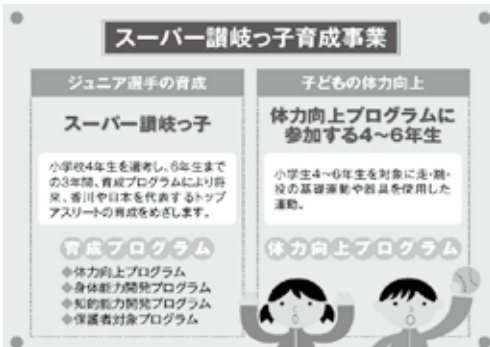 スーパー讃岐っ子育成事業
ジュニア選手の育成
スーパー讃岐っ子
小学校4年生を選考し、6年生まで
の3年間、育成プログラムにより将
来、香川や日本を代表するトップ
アスリートの育成をめざします。
育成プログラム
◆体力向上プログラム
◆身体能力開発プログラム
◆知的能力開発プログラム
◆保護者対象プログラム
子どもの体力向上
体力向上プログラムに
参加する4〜6年生
小学生4〜6年生を対象に走・跳・
投の基礎運動や器具を使用した
運動。
体力向上プログラム